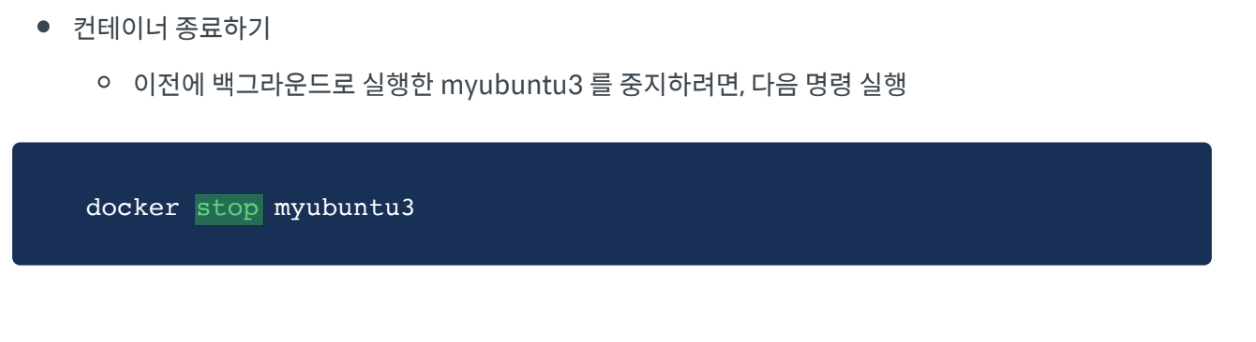 컨테이너 종료하기
이전에 백그라운드로 실행한 myubuntu3 를 중지하려면, 다음 명령 실행
docker stop myubuntu3